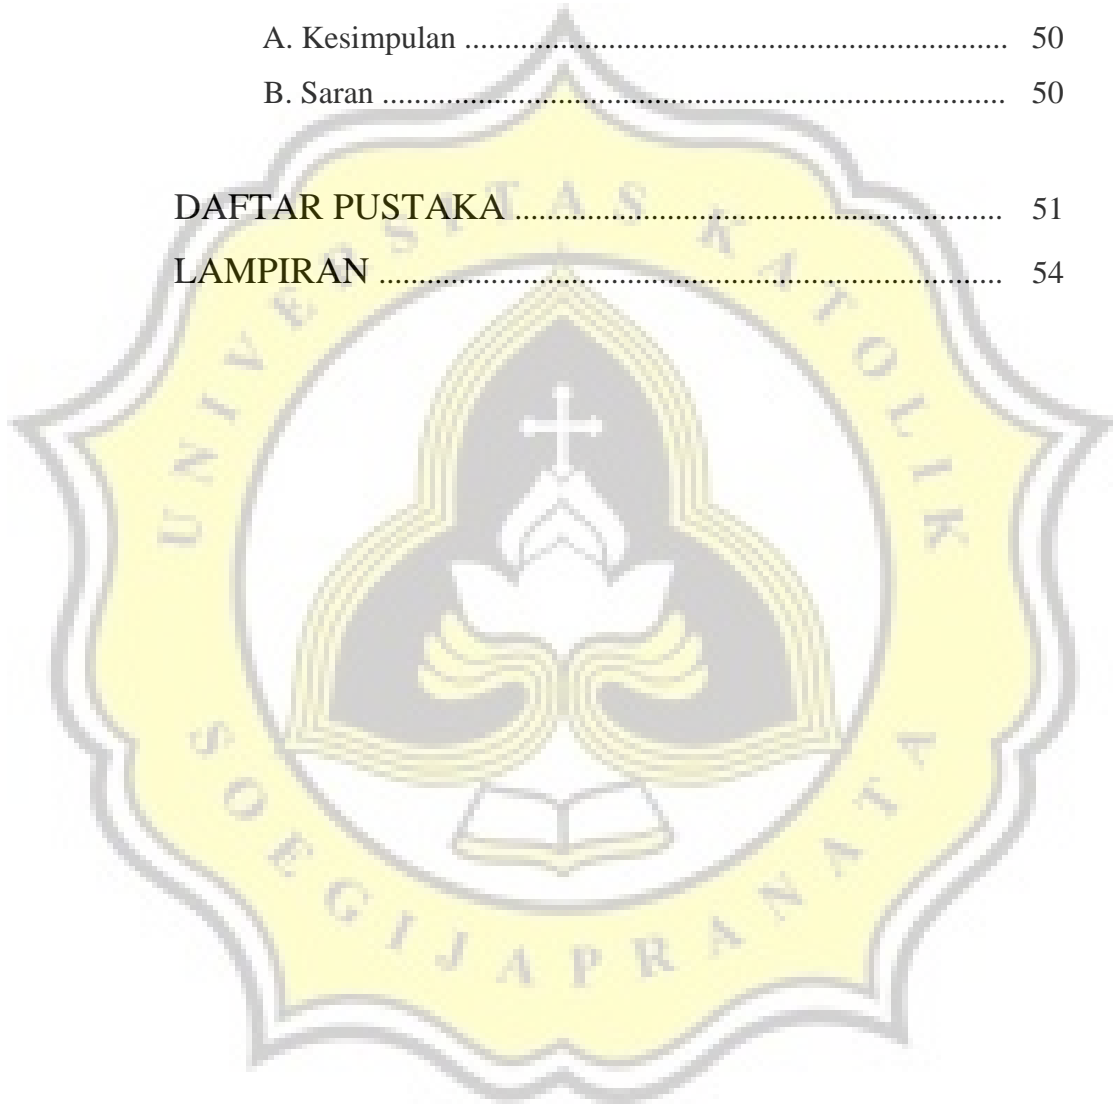 A. Kesimpulan .................................................................... 50
B. Saran .............................................................................. 50
DAFTAR PUSTAKA ............................................................. 51
LAMPIRAN .............................................................................. 54
UNIVERSITAS KATOLIK
SOEGIJAPRANATA